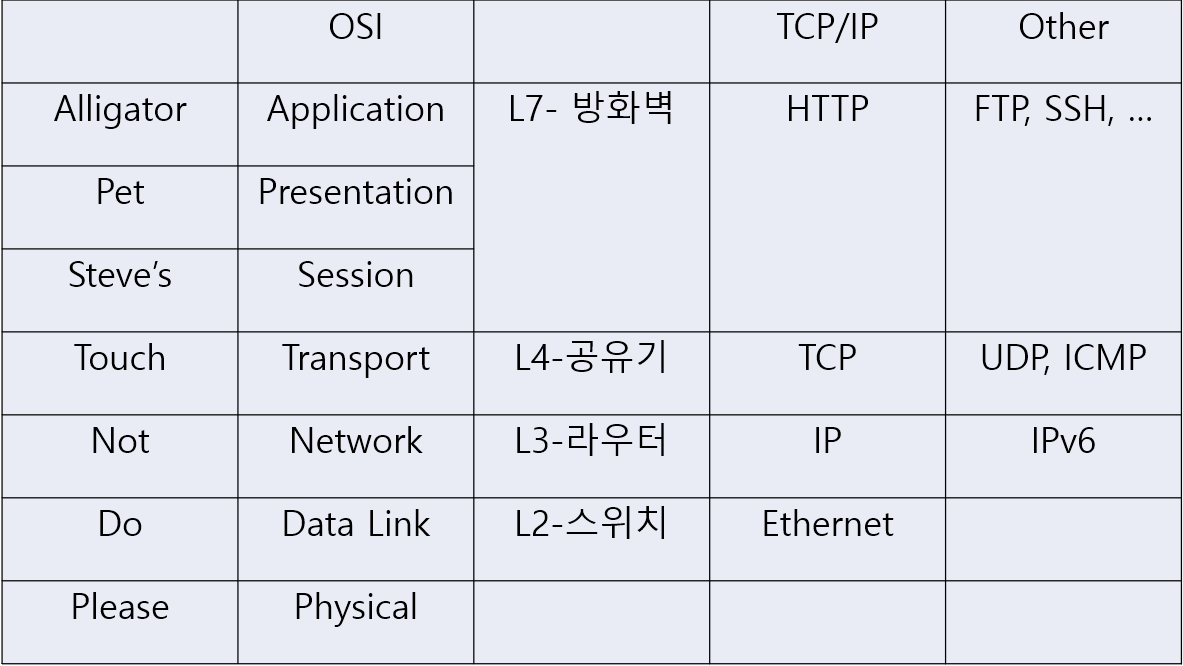 OSI TCP/IP Other
Alligator Application L7- 방화벽 HTTP FTP, SSH, ...
Pet Presentation
Steve’s Session
Touch Transport L4-공유기 TCP UDP, ICMP
Not Network L3-라우터 IP IPv6
Do Data Link L2-스위치 Ethernet
Please Physical